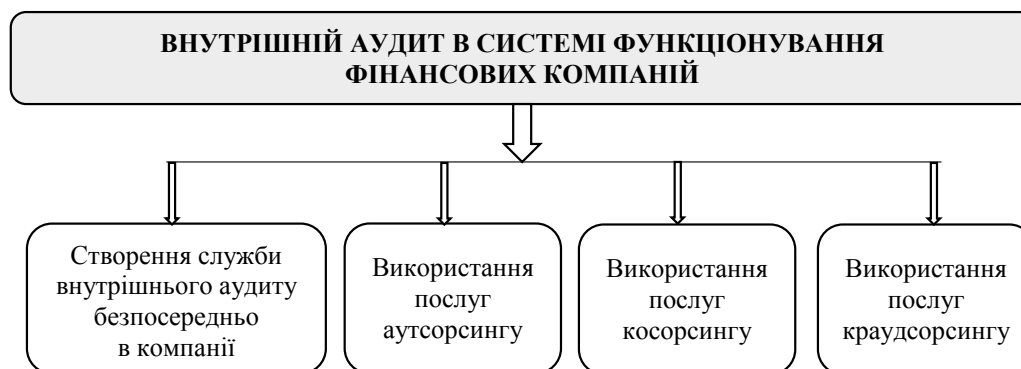 ВНУТРІШНІЙ АУДИТ В СИСТЕМІ ФУНКЦІОНУВАННЯ
ФІНАНСОВИХ КОМПАНІЙ
Створення служби
внутрішнього аудиту
безпосередньо
в компанії
Використання
послуг
аутсорсингу
Використання
послуг
косорсингу
Використання
послуг
краудсорсингу